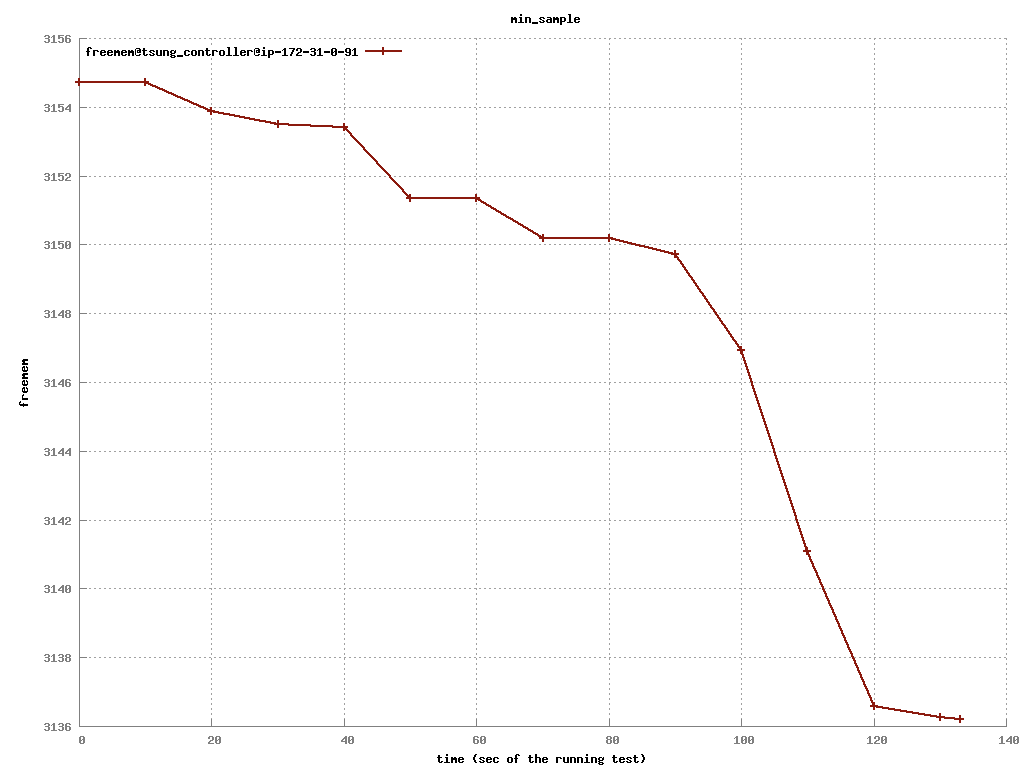 min_sample
freemem@tsung_controller@ip-172-31-0-91
3156
3154
3152
3150
3148
3146
3144
3142
3140
3138
3136
freemem
0 20 40 60 80 100 120 140
time (sec of the running test)